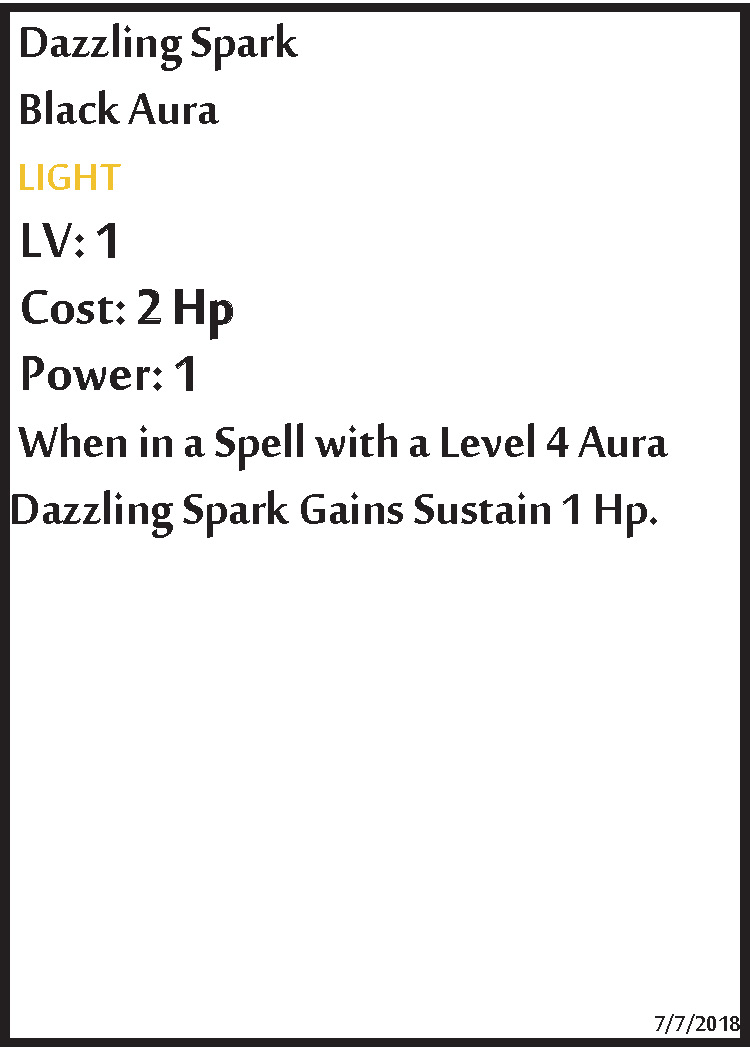 Dazzling Spark
Black Aura
LIGHT
LV: 1
Cost: 2 Hp
Power: 1
When in a Spell with a Level 4 Aura
Dazzling Spark Gains Sustain 1 Hp.
7/7/2018